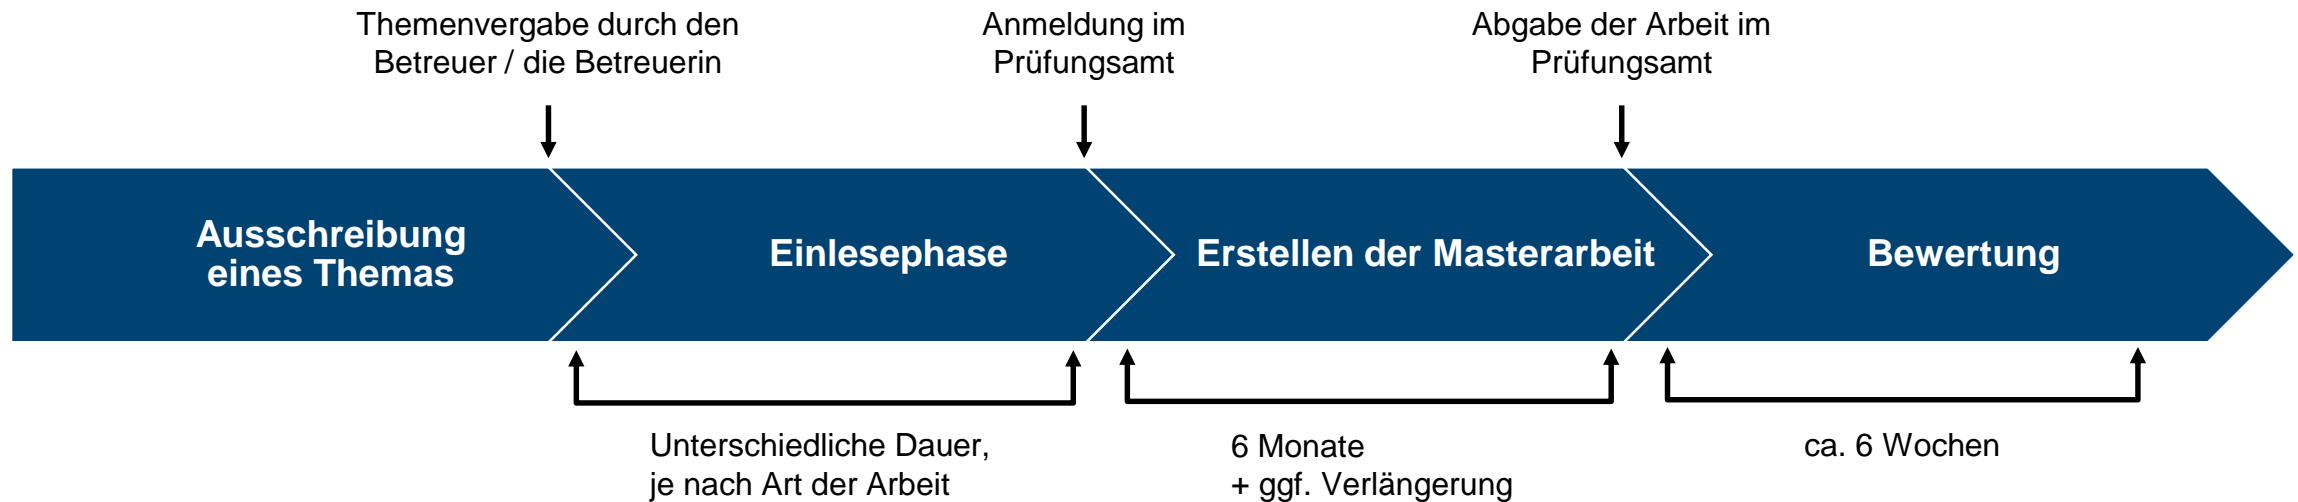 Themenvergabe durch den
Betreuer / die Betreuerin
Anmeldung im
Prüfungsamt
Abgabe der Arbeit im
Prüfungsamt
Ausschreibung
eines Themas
Einlesephase
Erstellen der Masterarbeit
Bewertung
Unterschiedliche Dauer,
je nach Art der Arbeit
6 Monate
+ ggf. Verlängerung
ca. 6 Wochen